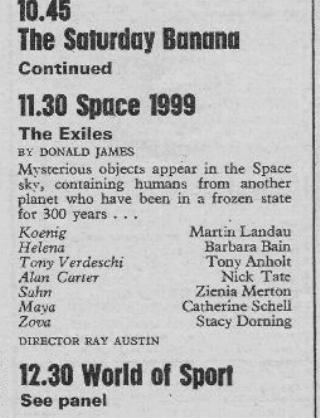 10.45
The Saturday Banana
Continued
11.30 Space 1999
The Exiles
BY DONALD JAMES
Mysterious objects appear in the Space
sky, containing humans from another
planet who have been in a frozen state
for 300 years . . .
Koenig Martin Landau
Helena Barbara Bain
Tony Verdeschi Tony Anholt
Alan Carter Nick Tate
Sahn Zienia Merton
Maya Catherine Schell
Zova Stacy Dorning
DIRECTOR RAY AUSTIN
12.30 World of Sport
See panel